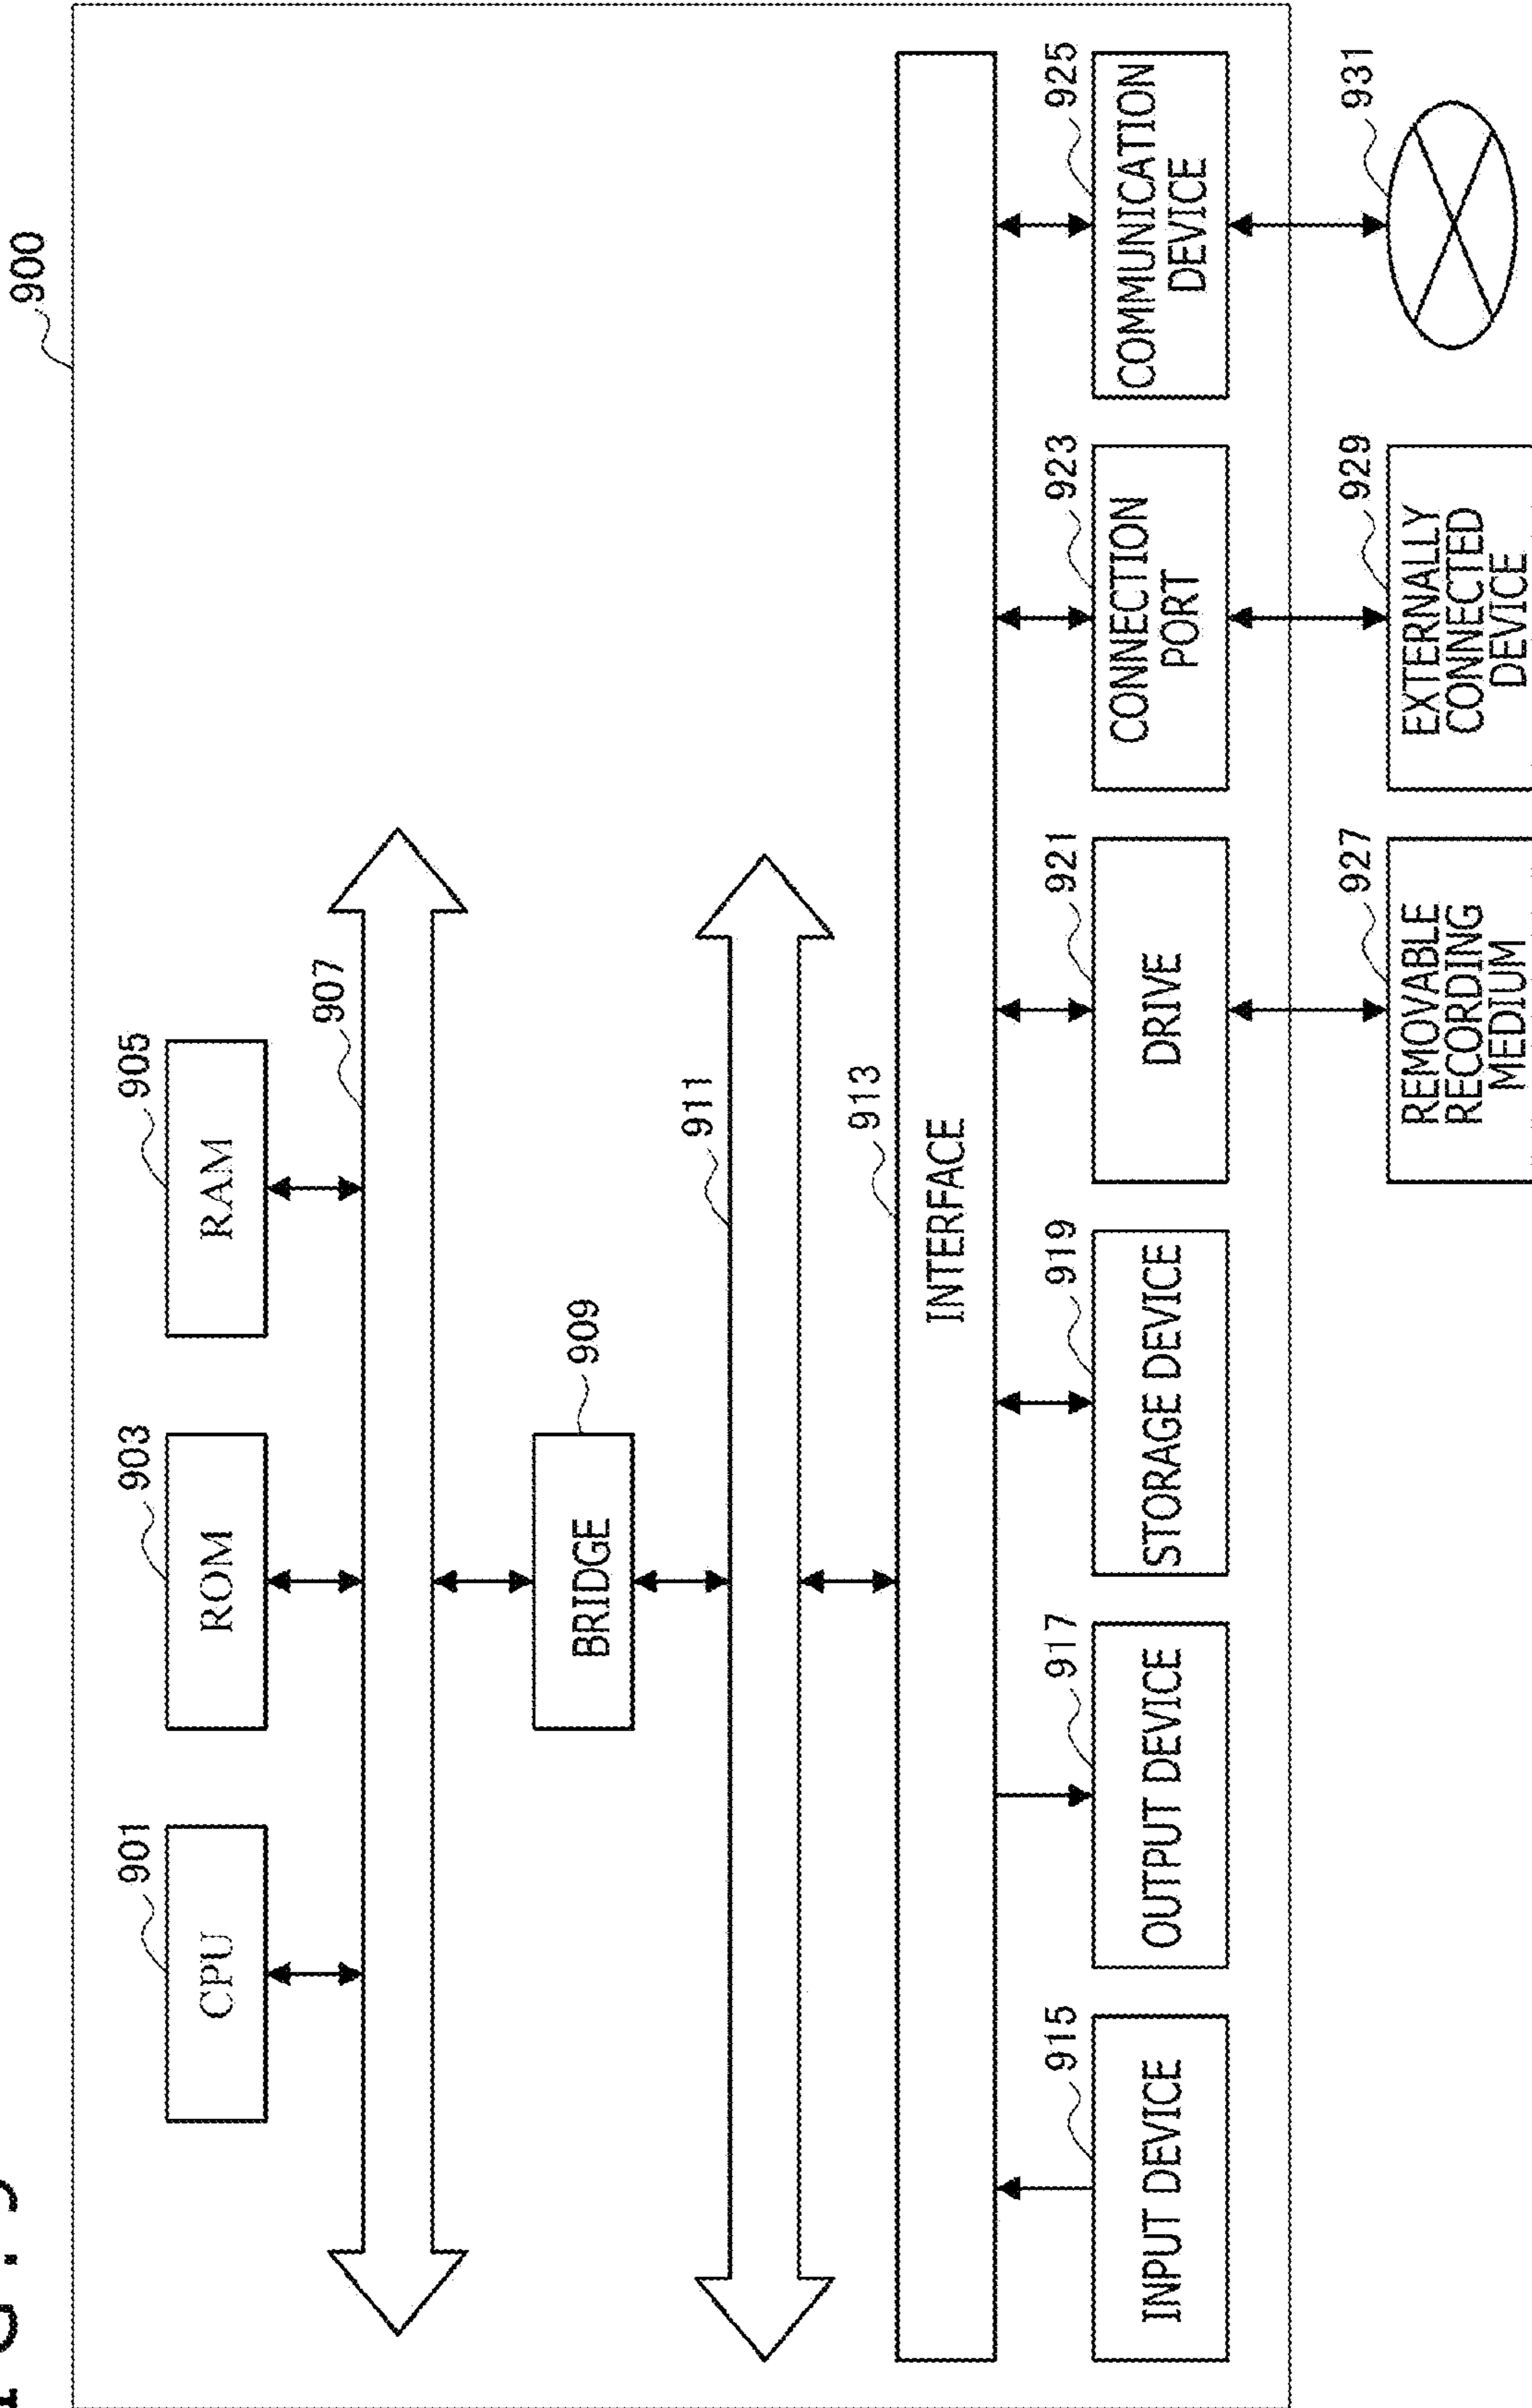 900
901
903
905
CPU
ROM
RAM
907
909
BRIDGE
911
913
INTERFACE
915
917
919
921
923
925
INPUT DEVICE
OUTPUT DEVICE
STORAGE DEVICE
DRIVE
CONNECTION
PORT
COMMUNICATION
DEVICE
927
929
931
REMOVABLE
RECORDING
MEDIUM
EXTERNALLY
CONNECTED
DEVICE